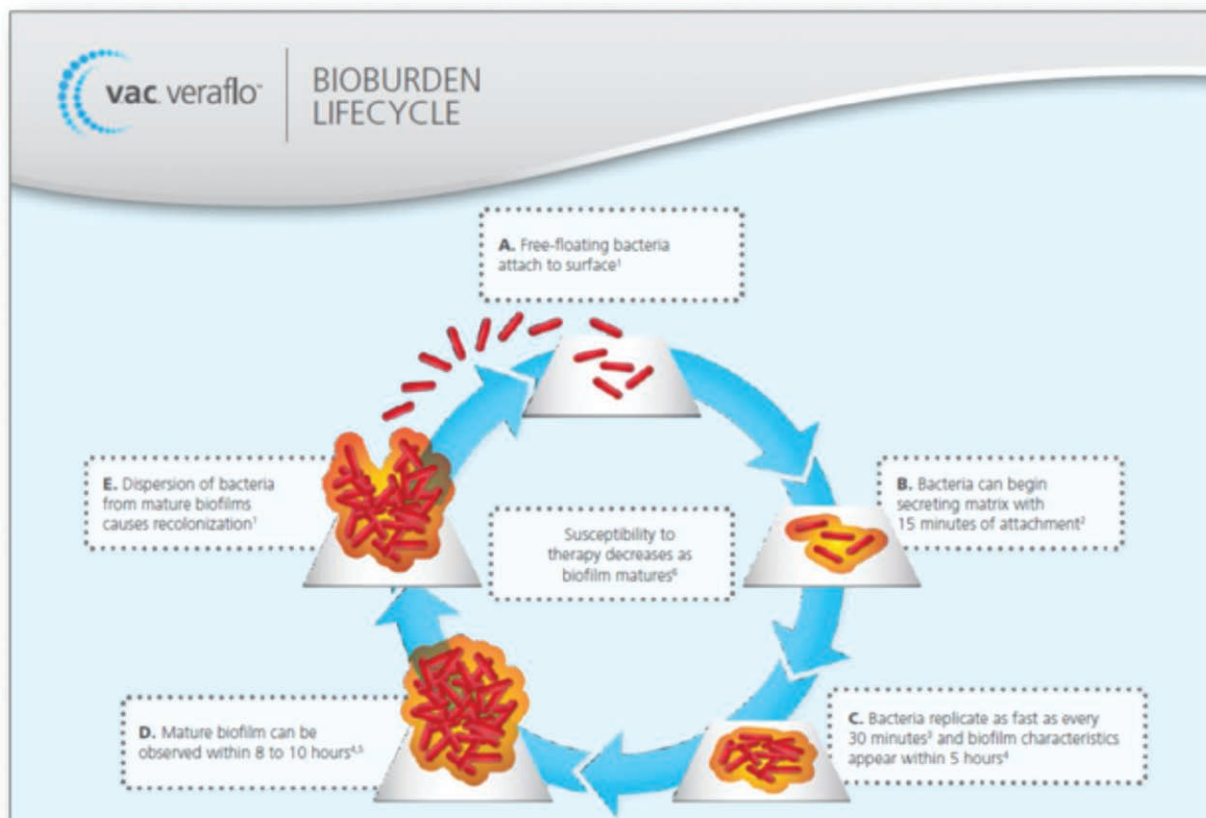 v.a.c. veraflo™
BIOBURDEN
LIFECYCLE
A. Free-floating bacteria
attach to surface¹
E. Dispersion of bacteria
from mature biofilms
causes recolonization¹
Susceptibility to
therapy decreases as
biofilm matures⁶
B. Bacteria can begin
secreting matrix with
15 minutes of attachment²
D. Mature biofilm can be
observed within 8 to 10 hours⁴,⁵
C. Bacteria replicate as fast as every
30 minutes³ and biofilm characteristics
appear within 5 hours⁴